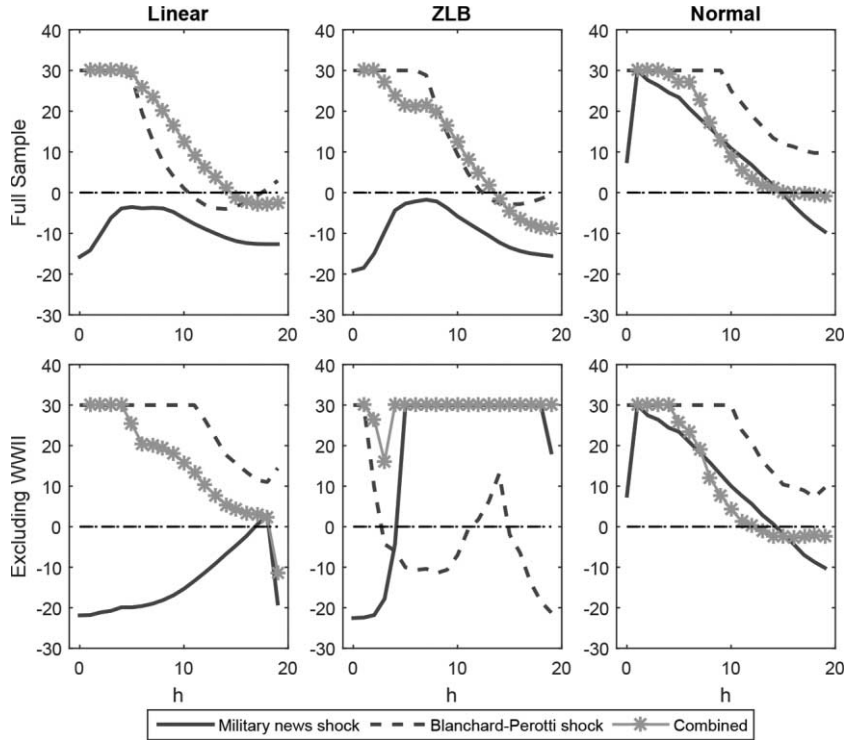 Linear ZLB Normal
Full Sample
40 40 40
30 30 30
20 20 20
10 10 10
0 0 0
-10 -10 -10
-20 -20 -20
-30 -30 -30
0 10 20 0 10 20 0 10 20
Excluding WWII
40 40 40
30 30 30
20 20 20
10 10 10
0 0 0
-10 -10 -10
-20 -20 -20
-30 -30 -30
0 10 20 0 10 20 0 10 20
h h h
Military news shock Blanchard-Perotti shock Combined